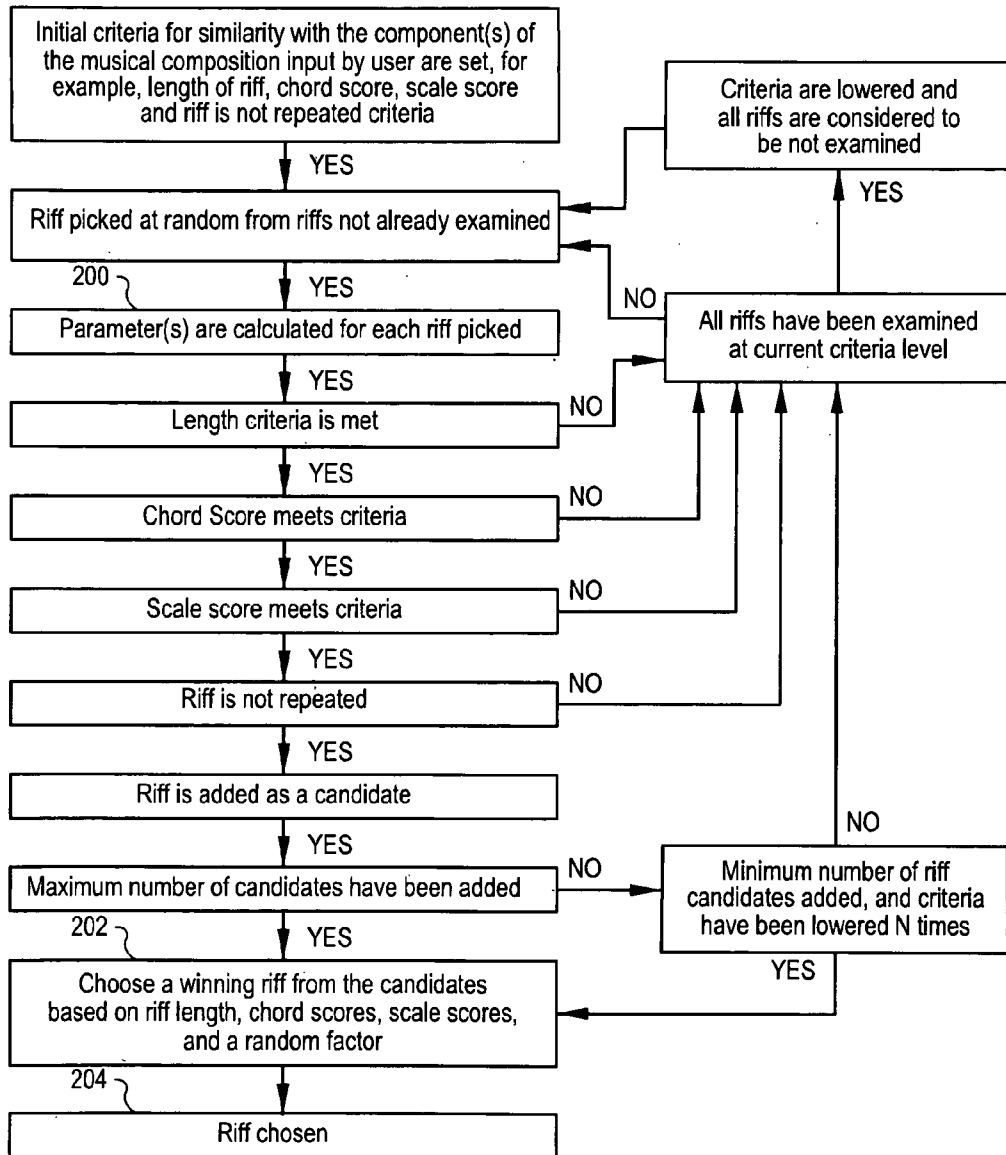 Initial criteria for similarity with the component(s) of
the musical composition input by user are set, for
example, length of riff, chord score, scale score
and riff is not repeated criteria
YES
Riff picked at random from riffs not already examined
YES
200
Parameter(s) are calculated for each riff picked
YES
Length criteria is met
NO
YES
Chord Score meets criteria
NO
YES
Scale score meets criteria
NO
YES
Riff is not repeated
NO
YES
Riff is added as a candidate
YES
Maximum number of candidates have been added
NO
YES
202
Choose a winning riff from the candidates
based on riff length, chord scores, scale scores,
and a random factor
204
Riff chosen
Criteria are lowered and
all riffs are considered to
be not examined
YES
NO
All riffs have been examined
at current criteria level
NO
Minimum number of riff
candidates added, and criteria
have been lowered N times
YES